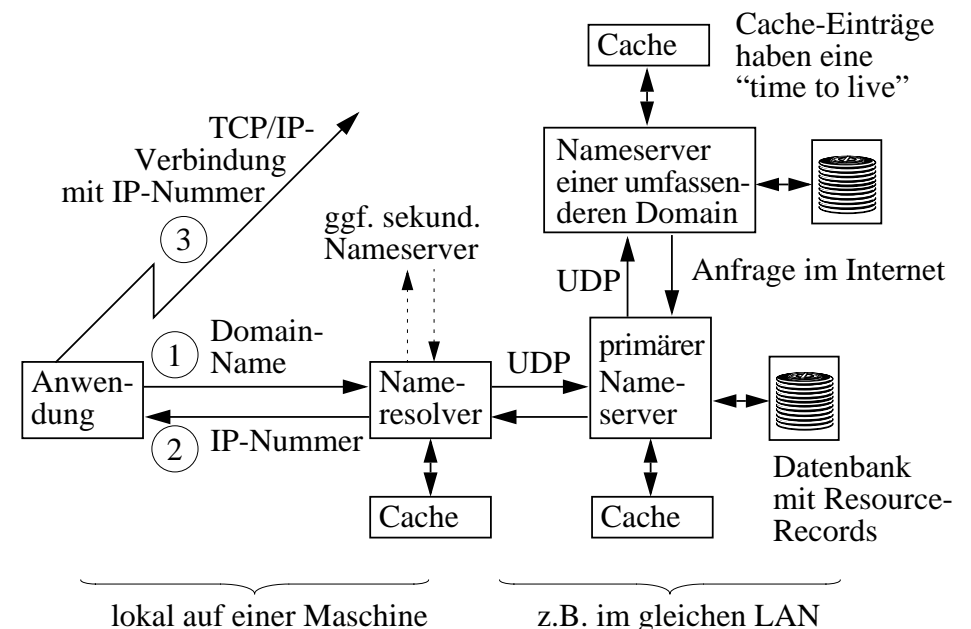 Cache
Cache-Einträge
haben eine
“time to live”
TCP/IP-
Verbindung
mit IP-Nummer
3
Nameserver
einer umfassen-
deren Domain
ggf. sekund.
Nameserver
UDP
Anfrage im Internet
1
Domain-
Name
Anwen-
dung
Name-
resolver
UDP
primärer
Name-
server
2
IP-Nummer
Cache
Cache
Datenbank
mit Resource-
Records
lokal auf einer Maschine
z.B. im gleichen LAN